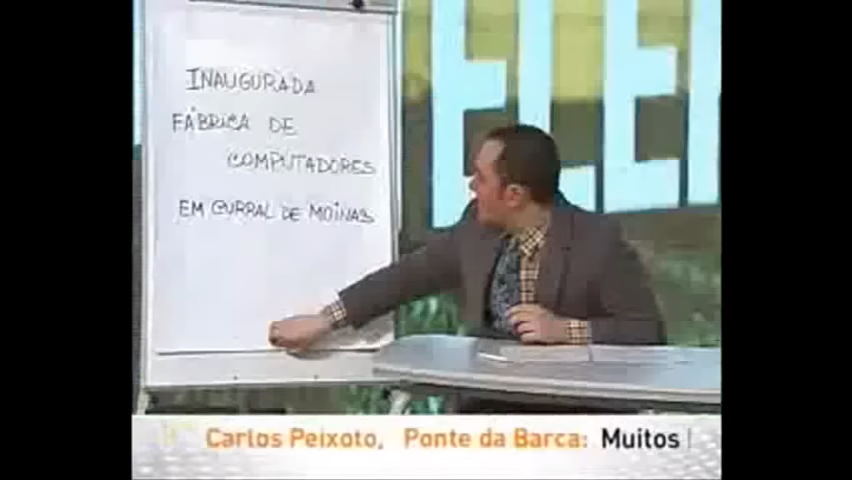 INAUGURADA
FÁBRICA DE
COMPUTADORES
EM CURRAL DE MOINAS
Carlos Peixoto, Ponte da Barca: Muitos